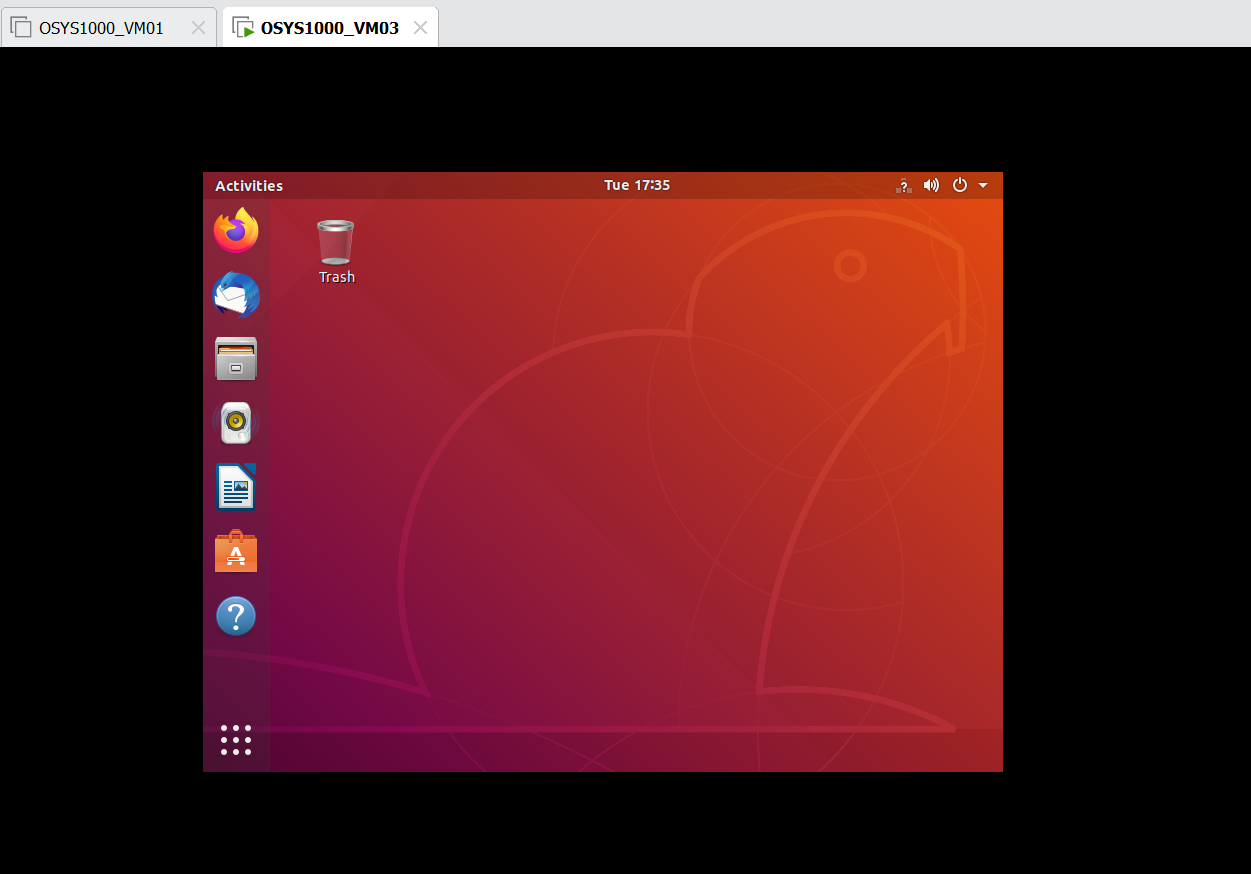 OSYS1000_VM01
OSYS1000_VM03
Activities
Tue 17:35
?
Trash
A
?